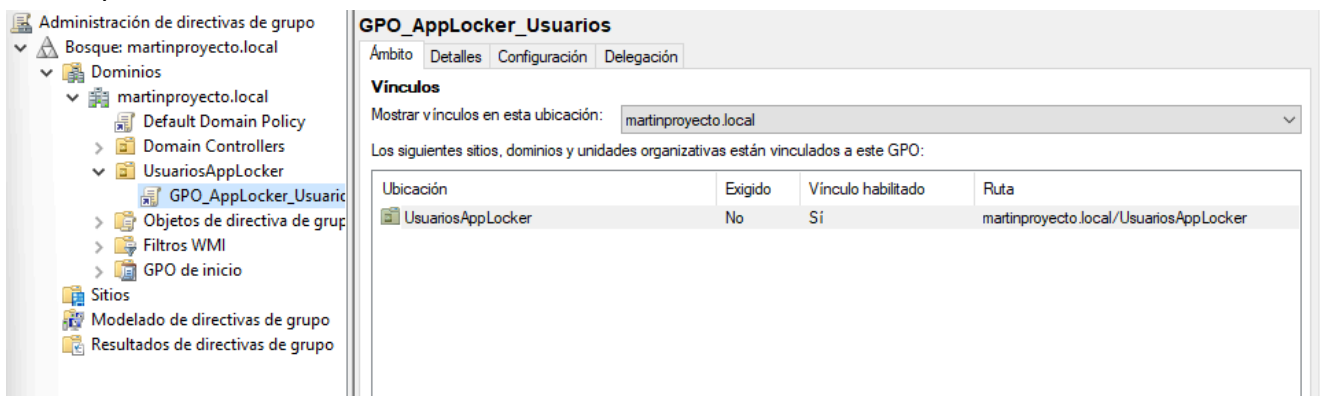 Administración de directivas de grupo
Bosque: martinproyecto.local
Dominios
martinproyecto.local
Default Domain Policy
Domain Controllers
UsuariosAppLocker
GPO_AppLocker_Usuaric
Objetos de directiva de grup
Filtros WMI
GPO de inicio
Sitios
Modelado de directivas de grupo
Resultados de directivas de grupo
GPO_AppLocker_Usuarios
Ámbito Detalles Configuración Delegación
Vínculos
Mostrar vínculos en esta ubicación: martinproyecto.local
Los siguientes sitios, dominios y unidades organizativas están vinculados a este GPO:
Ubicación Exigido Vínculo habilitado Ruta
UsuariosAppLocker No Sí martinproyecto.local/UsuariosAppLocker